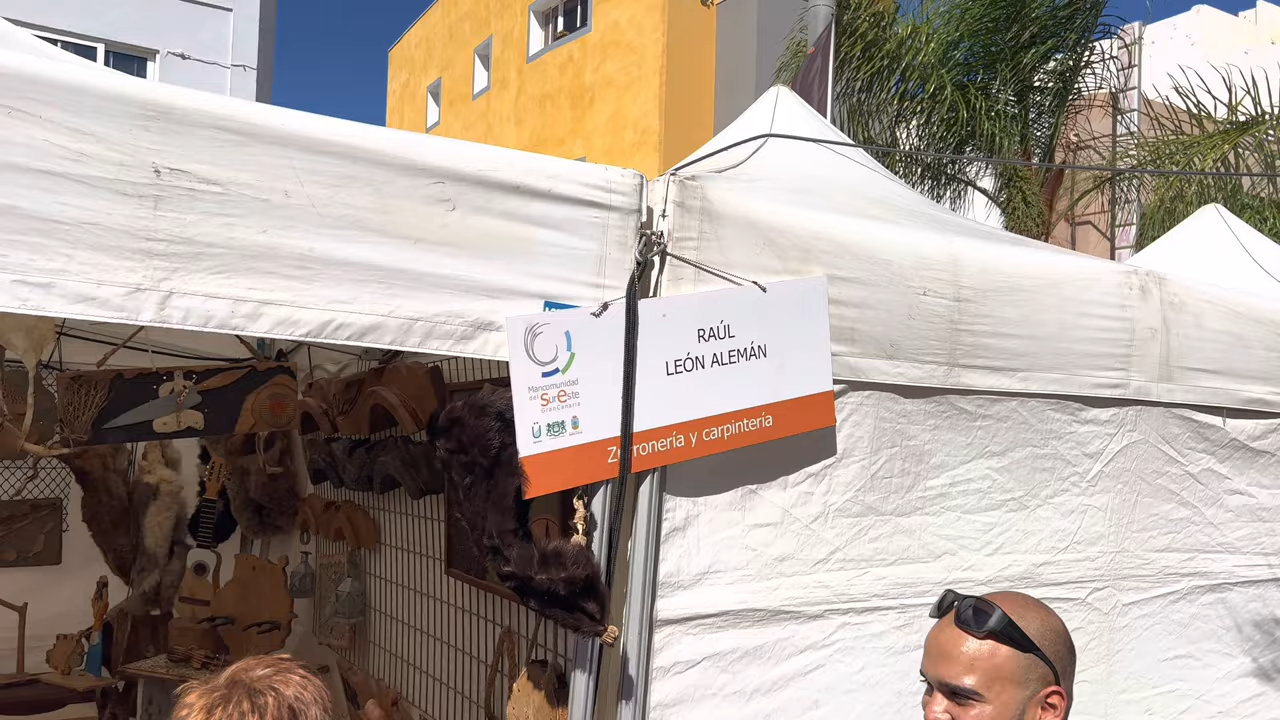 RAÚL
LEÓN ALEMÁN
Mancomunidad
del SurEste
GranCanaria
Zurronería y carpintería